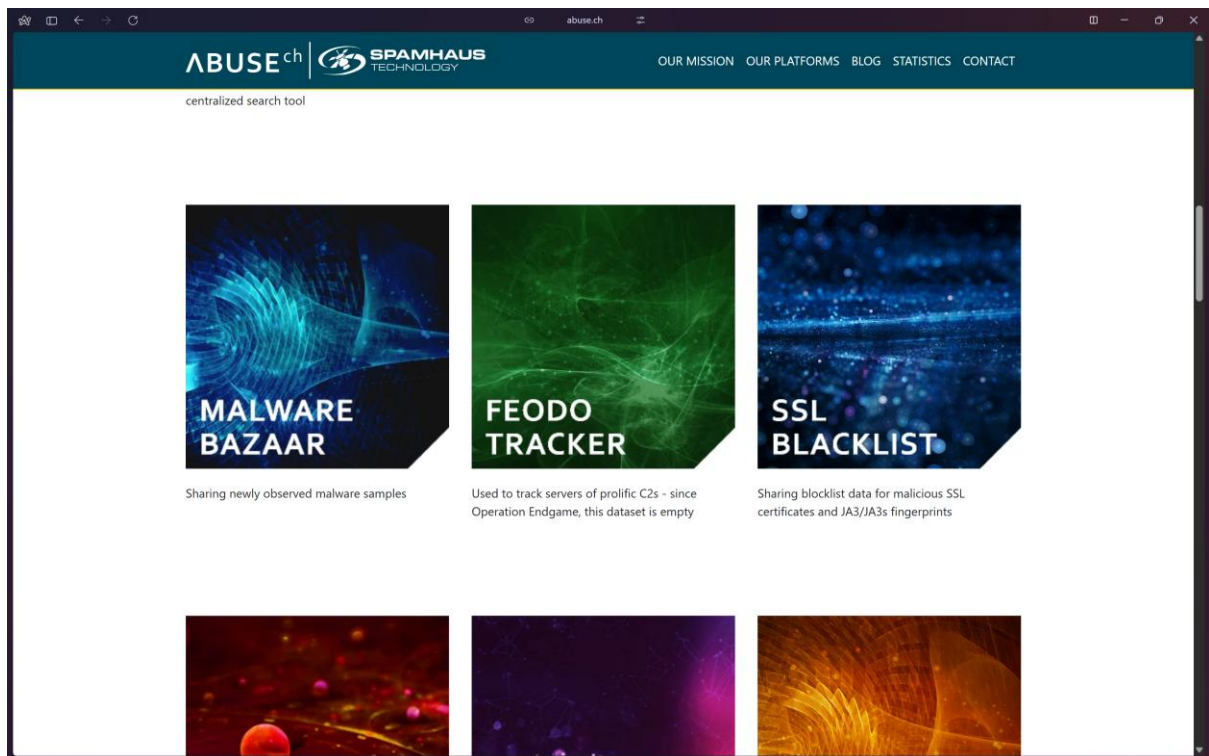 abuse.ch
ABUSE ch SPAMHAUS
TECHNOLOGY
OUR MISSION OUR PLATFORMS BLOG STATISTICS CONTACT
centralized search tool
MALWARE
BAZAAR
Sharing newly observed malware samples
FEODO
TRACKER
Used to track servers of prolific C2s - since
Operation Endgame, this dataset is empty
SSL
BLACKLIST
Sharing blocklist data for malicious SSL
certificates and JA3/JA3s fingerprints